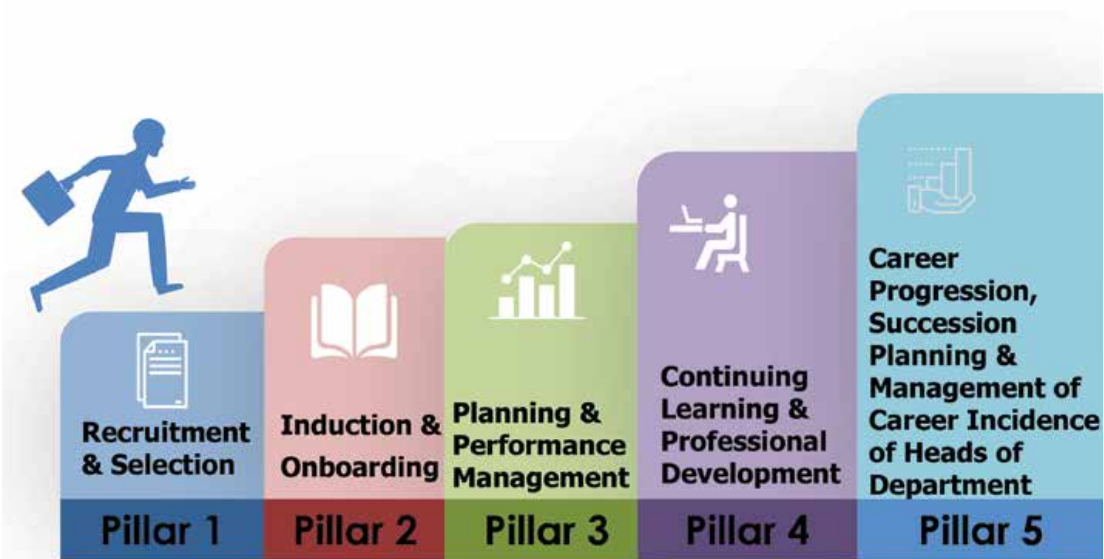 Recruitment
& Selection
Pillar 1
Induction &
Onboarding
Pillar 2
Planning &
Performance
Management
Pillar 3
Continuing
Learning &
Professional
Development
Pillar 4
Career
Progression,
Succession
Planning &
Management of
Career Incidence
of Heads of
Department
Pillar 5